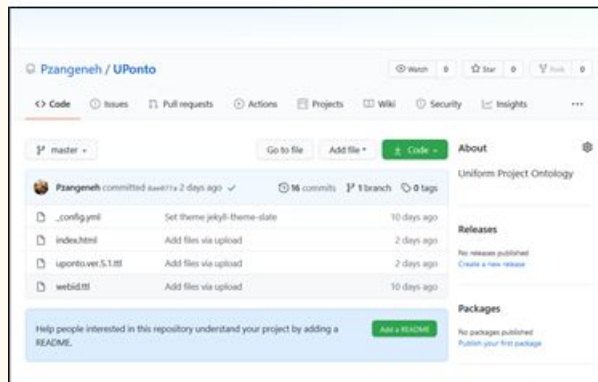 Pzangeneh / UPonto
Watch 0 Star 0 Fork 0
Code Issues Pull requests Actions Projects Wiki Security Insights ...
master Go to file Add file Code
Pzangeneh committed 2 days ago 16 commits 1 branch 0 tags
_config.yml Set theme jekyll-theme-slate 10 days ago
index.html Add files via upload 2 days ago
uponto.ver.5.1.ttl Add files via upload 2 days ago
webid.ttl Add files via upload 10 days ago
Help people interested in this repository understand your project by adding a
README.
Add a README
About
Uniform Project Ontology
Releases
No releases published
Create a new release
Packages
No packages published
Publish your first package